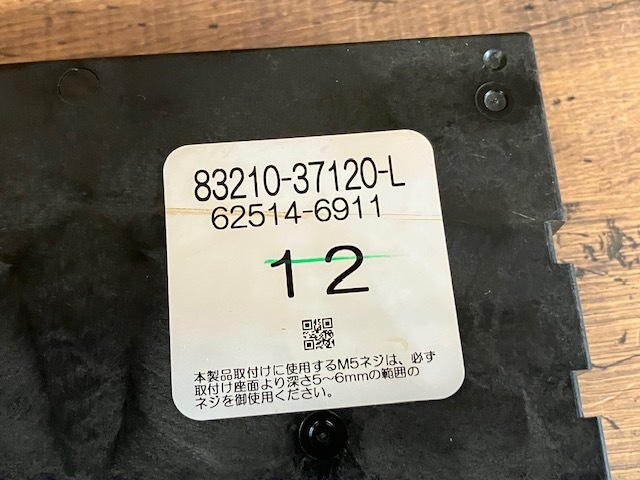 83210-37120-L
62514-6911
12
本製品取付けに使用するM5ネジは、必ず
取付け座面より深さ5～6mmの範囲の
ネジを御使用ください。